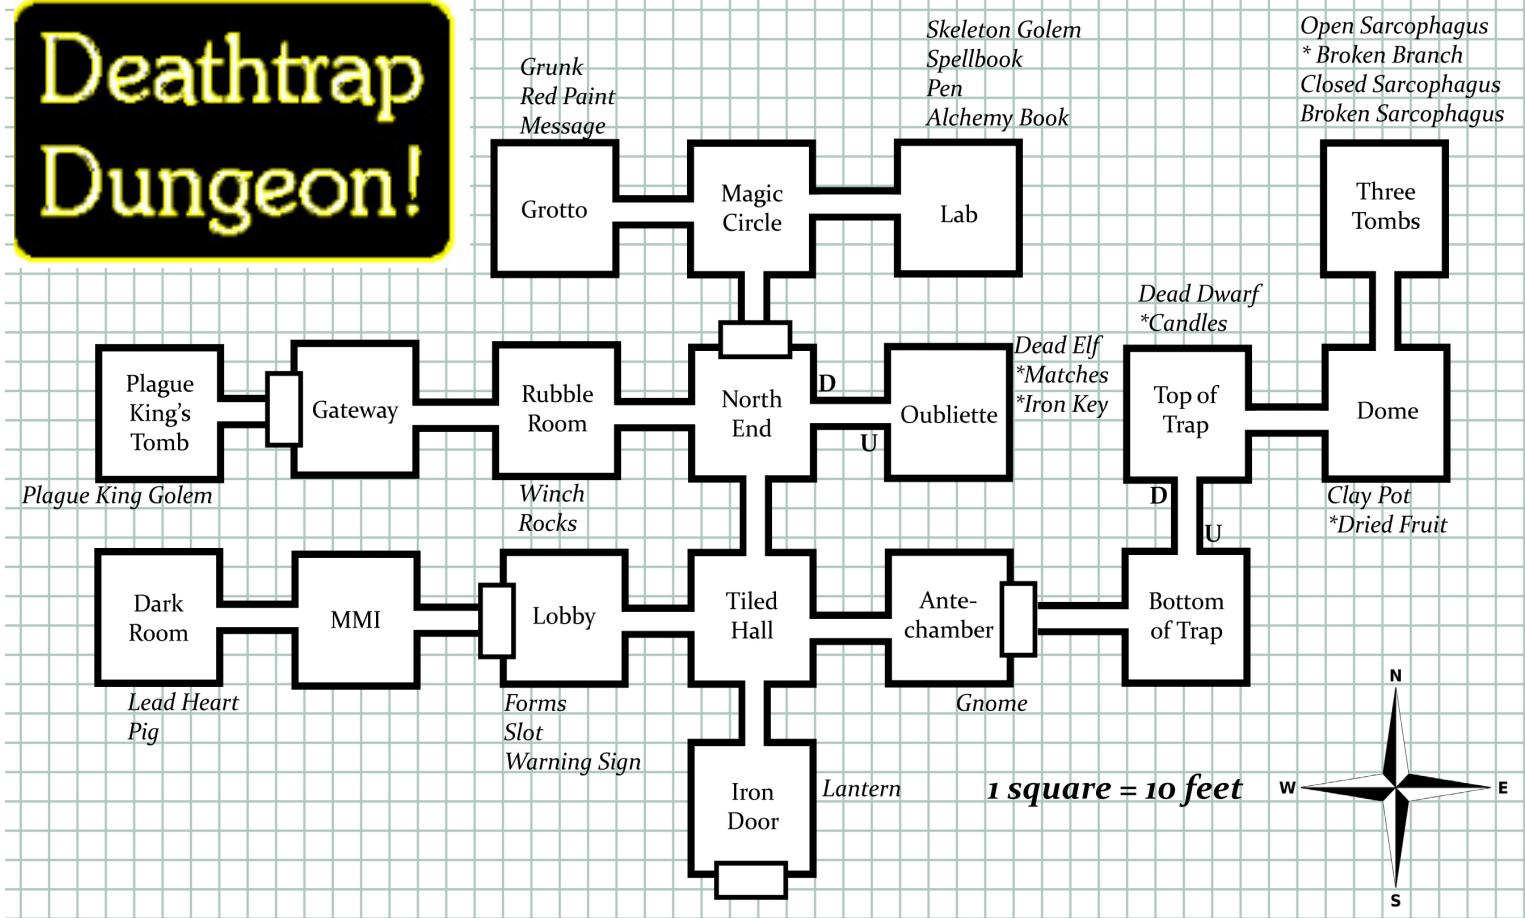 Deathtrap
Dungeon!
Grunk
Red Paint
Message
Skeleton Golem
Spellbook
Pen
Alchemy Book
Open Sarcophagus
* Broken Branch
Closed Sarcophagus
Broken Sarcophagus
Grotto
Magic
Circle
Lab
Three
Tombs
Dead Dwarf
*Candles
Plague
King's
Tomb
Gateway
Rubble
Room
North
End
D
U
Oubliette
Dead Elf
*Matches
*Iron Key
Top of
Trap
Dome
Plague King Golem
Winch
Rocks
D
U
Clay Pot
*Dried Fruit
Dark
Room
MMI
Lobby
Tiled
Hall
Ante-
chamber
Bottom
of Trap
Lead Heart
Pig
Forms
Slot
Warning Sign
Gnome
Iron
Door
Lantern
1 square = 10 feet
N
W
E
S